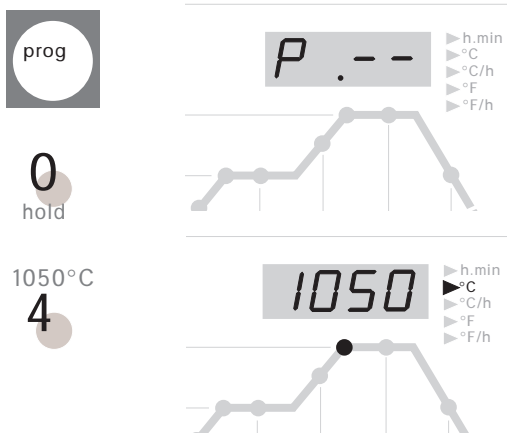 prog
P .--
h.min
°C
°C/h
°F
°F/h
0
hold
1050°C
4
1050
h.min
°C
°C/h
°F
°F/h